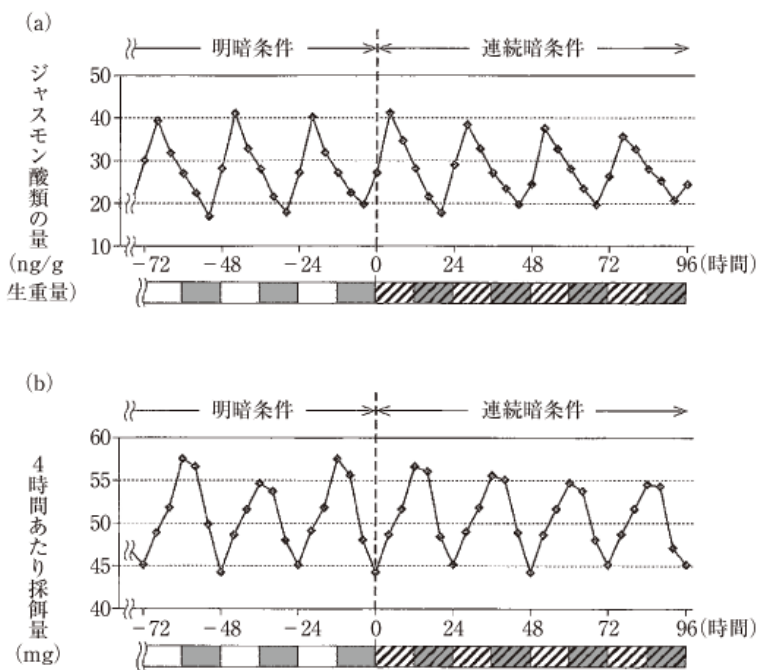 (a)
明暗条件 連続暗条件
ジャスモン酸類の量
(ng/g
生重量)
50
40
30
20
10
−72 −48 −24 0 24 48 72 96(時間)
(b)
明暗条件 連続暗条件
4時間あたり採餌量
(mg)
60
55
50
45
40
−72 −48 −24 0 24 48 72 96(時間)